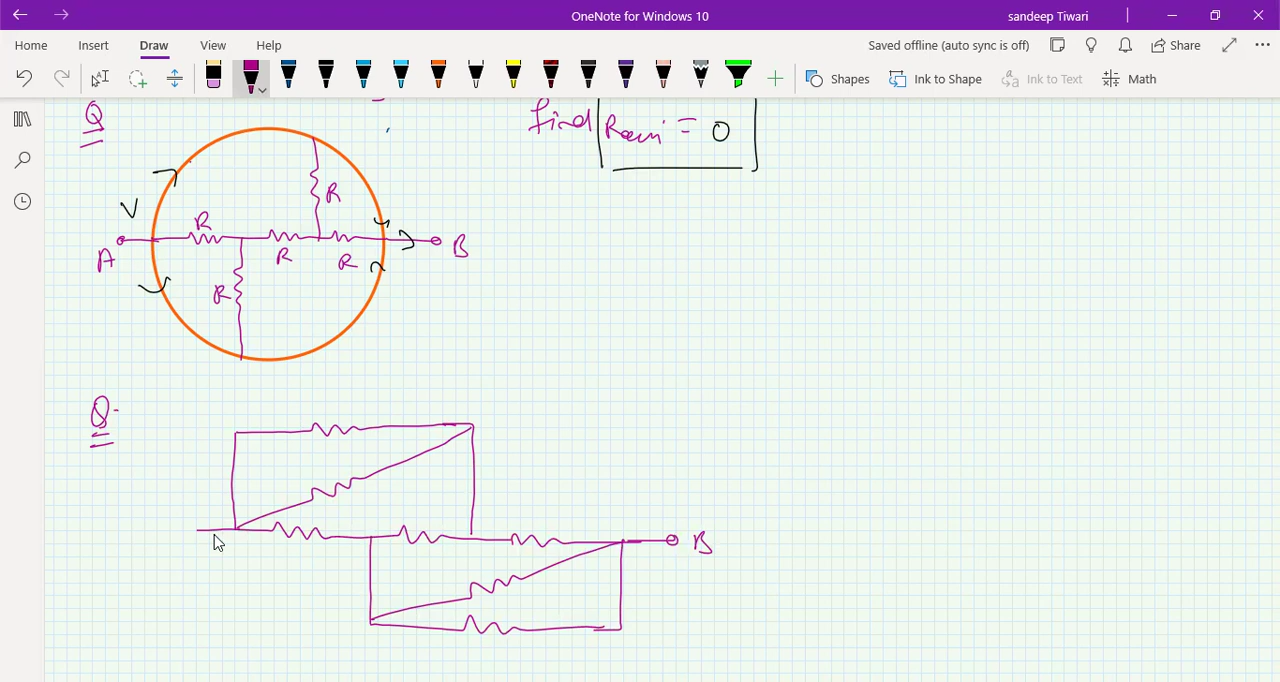 OneNote for Windows 10
sandeep Tiwari
Home Insert Draw View Help
Saved offline (auto sync is off)
Share
Shapes
Ink to Shape
Ink to Text
Math
Q
find Requi = 0
R
R
A
R
R
B
R
Q.
B